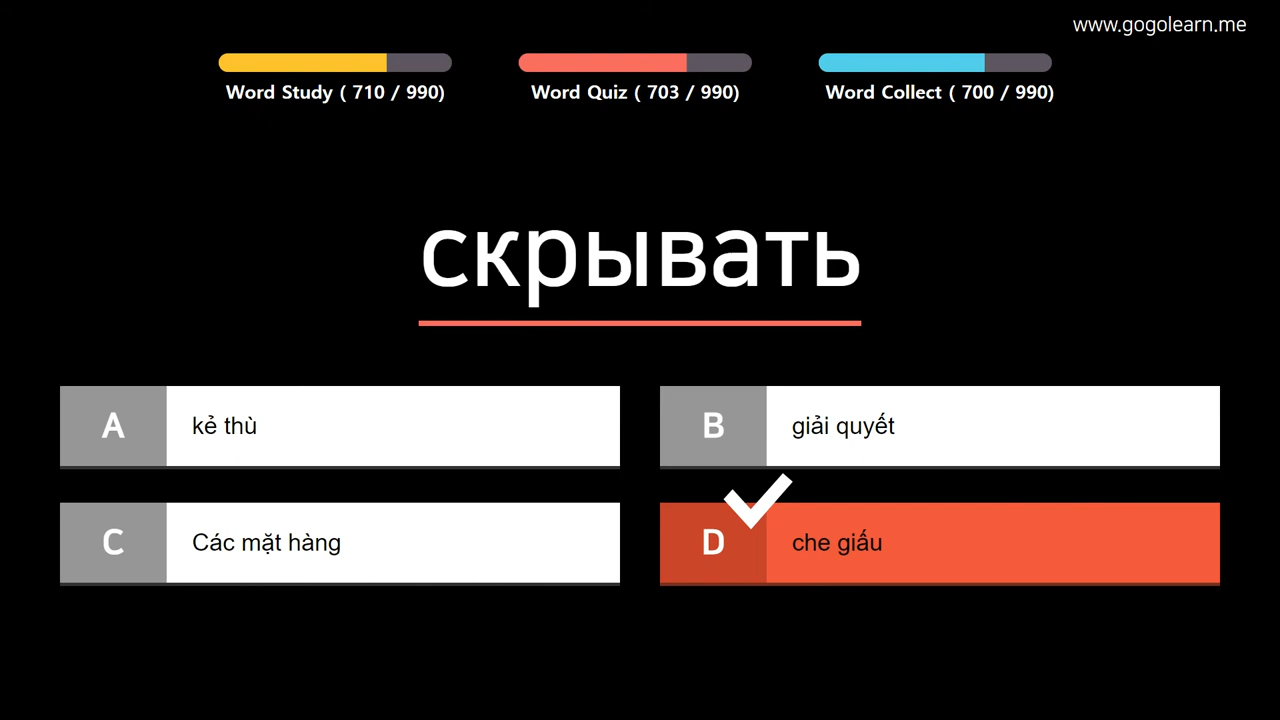 www.gogolearn.me
Word Study ( 710 / 990)
Word Quiz ( 703 / 990)
Word Collect ( 700 / 990)
скрывать
A kẻ thù
B giải quyết
C Các mặt hàng
D che giấu